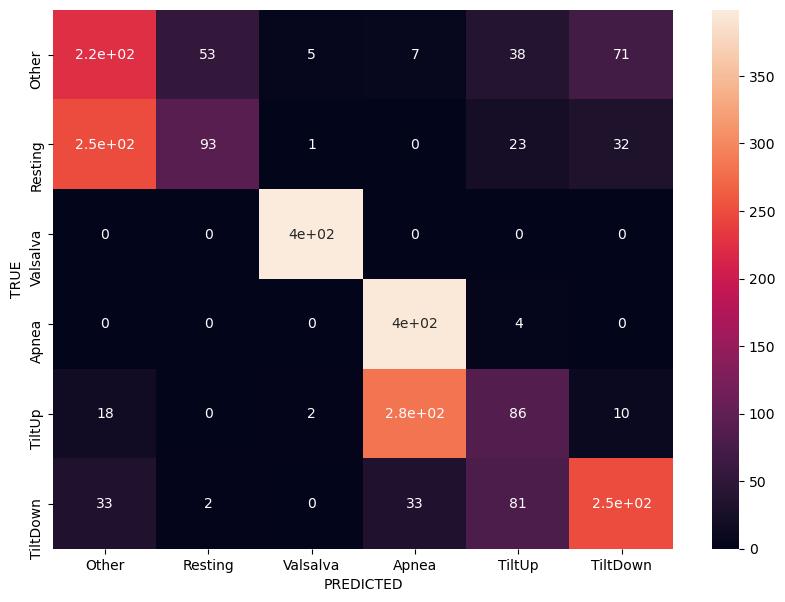 TRUE
Other 2.2e+02 53 5 7 38 71
Resting 2.5e+02 93 1 0 23 32
Valsalva 0 0 4e+02 0 0 0
Apnea 0 0 0 4e+02 4 0
TiltUp 18 0 2 2.8e+02 86 10
TiltDown 33 2 0 33 81 2.5e+02
Other Resting Valsalva Apnea TiltUp TiltDown
PREDICTED
350
300
250
200
150
100
50
0